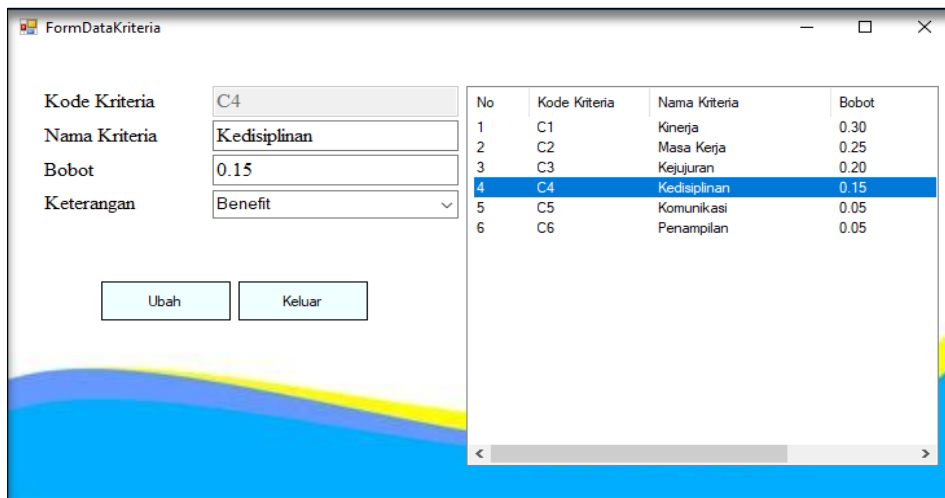 FormDataKriteria
Kode Kriteria C4
Nama Kriteria Kedisiplinan
Bobot 0.15
Keterangan Benefit
Ubah Keluar
No Kode Kriteria Nama Kriteria Bobot
1 C1 Kinerja 0.30
2 C2 Masa Kerja 0.25
3 C3 Kejujuran 0.20
4 C4 Kedisiplinan 0.15
5 C5 Komunikasi 0.05
6 C6 Penampilan 0.05